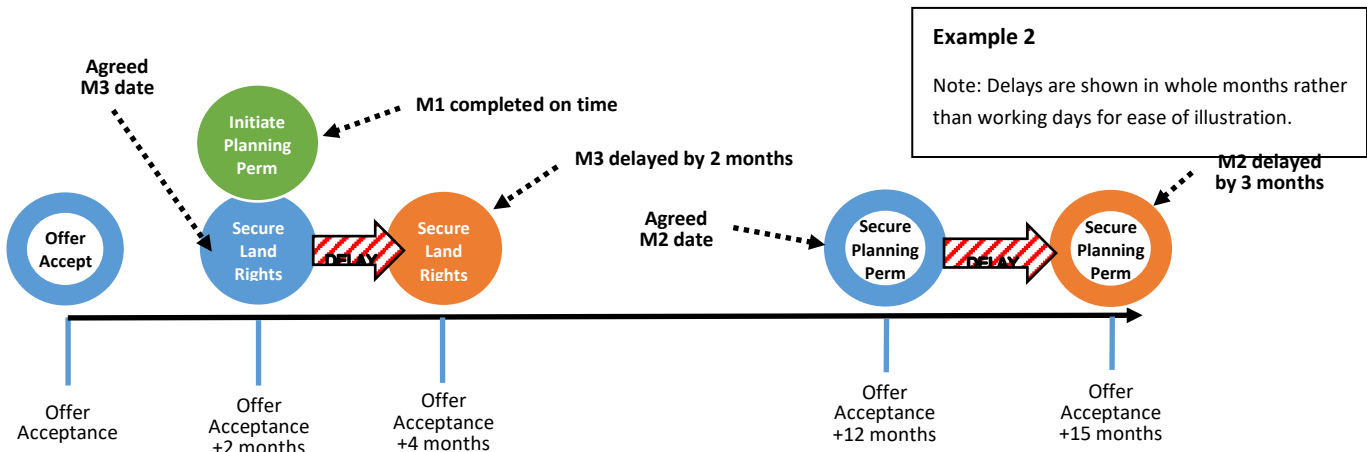 Example 2
Note: Delays are shown in whole months rather
than working days for ease of illustration.
Agreed
M3 date
Initiate
Planning
Perm
M1 completed on time
M3 delayed by 2 months
M2 delayed
by 3 months
Offer
Accept
Secure
Land
Rights
DELAY
Secure
Land
Rights
Agreed
M2 date
Secure
Planning
Perm
DELAY
Secure
Planning
Perm
Offer
Acceptance
Offer
Acceptance
+2 months
Offer
Acceptance
+4 months
Offer
Acceptance
+12 months
Offer
Acceptance
+15 months